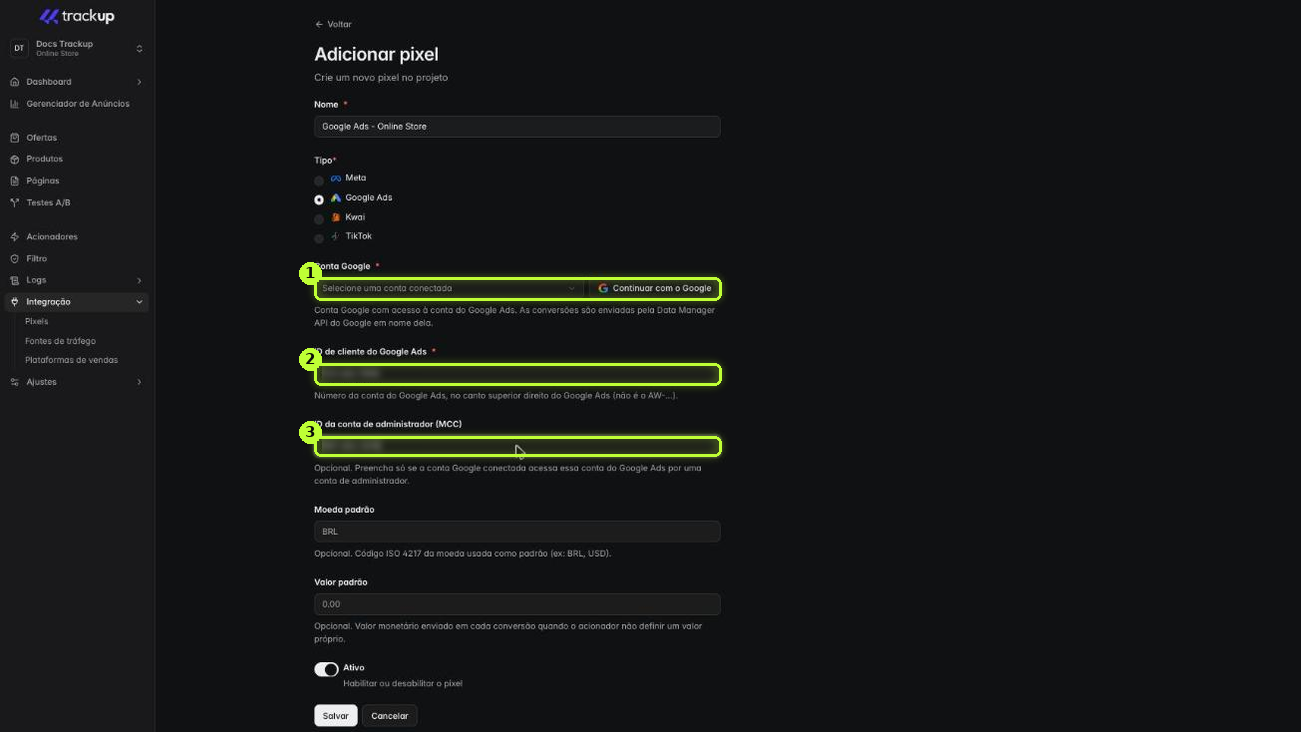 trackup
DT
Docs Trackup
Online Store
Dashboard
Gerenciador de Anúncios
Ofertas
Produtos
Páginas
Testes A/B
Acionadores
Filtro
Logs
Integração
Pixels
Fontes de tráfego
Plataformas de vendas
Ajustes
← Voltar
Adicionar pixel
Crie um novo pixel no projeto
Nome *
Google Ads - Online Store
Tipo*
Meta
Google Ads
Kwai
TikTok
1
onta Google *
Selecione uma conta conectada
Continuar com o Google
Conta Google com acesso à conta do Google Ads. As conversões são enviadas pela Data Manager
API do Google em nome dela.
2
D de cliente do Google Ads *
Número da conta do Google Ads, no canto superior direito do Google Ads (não é o AW-...).
3
D da conta de administrador (MCC)
Opcional. Preencha só se a conta Google conectada acessa essa conta do Google Ads por uma
conta de administrador.
Moeda padrão
BRL
Opcional. Código ISO 4217 da moeda usada como padrão (ex: BRL, USD).
Valor padrão
0.00
Opcional. Valor monetário enviado em cada conversão quando o acionador não definir um valor
próprio.
Ativo
Habilitar ou desabilitar o pixel
Salvar
Cancelar